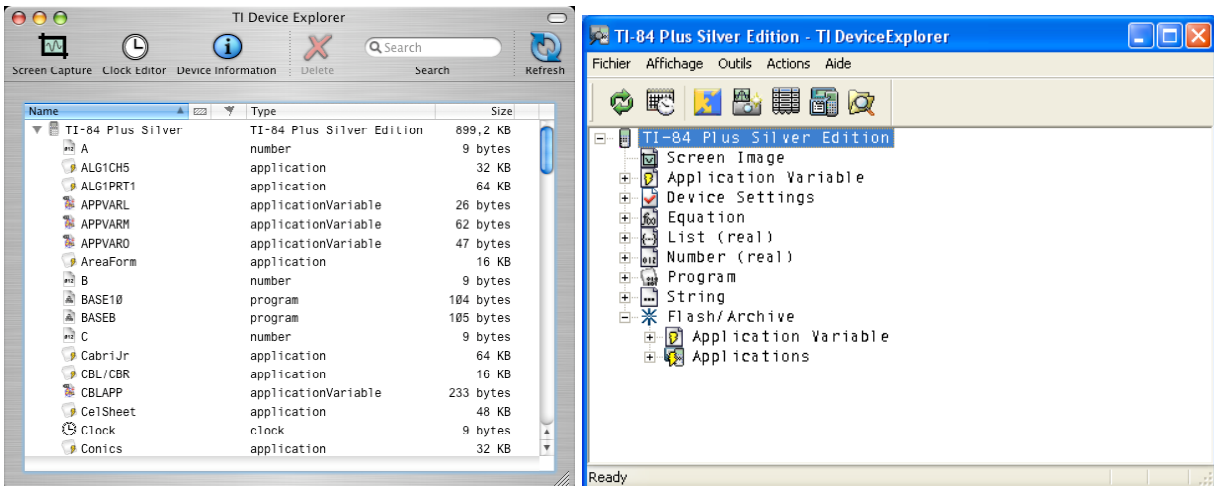 TI Device Explorer
Screen Capture Clock Editor Device Information Delete Search Search Refresh
Name Type Size
TI-84 Plus Silver TI-84 Plus Silver Edition 899,2 KB
A number 9 bytes
ALG1CH5 application 32 KB
ALG1PRT1 application 64 KB
APPVARL applicationVariable 26 bytes
APPVARM applicationVariable 62 bytes
APPVARO applicationVariable 47 bytes
AreaForm application 16 KB
B number 9 bytes
BASE10 program 104 bytes
BASEB program 105 bytes
C number 9 bytes
CabriJr application 64 KB
CBL/CBR application 16 KB
CBLAPP applicationVariable 233 bytes
CelSheet application 48 KB
Clock clock 9 bytes
Conics application 32 KB
TI-84 Plus Silver Edition - TI DeviceExplorer
Fichier Affichage Outils Actions Aide
TI-84 Plus Silver Edition
Screen Image
Application Variable
Device Settings
Equation
List (real)
Number (real)
Program
String
Flash/Archive
Application Variable
Applications
Ready